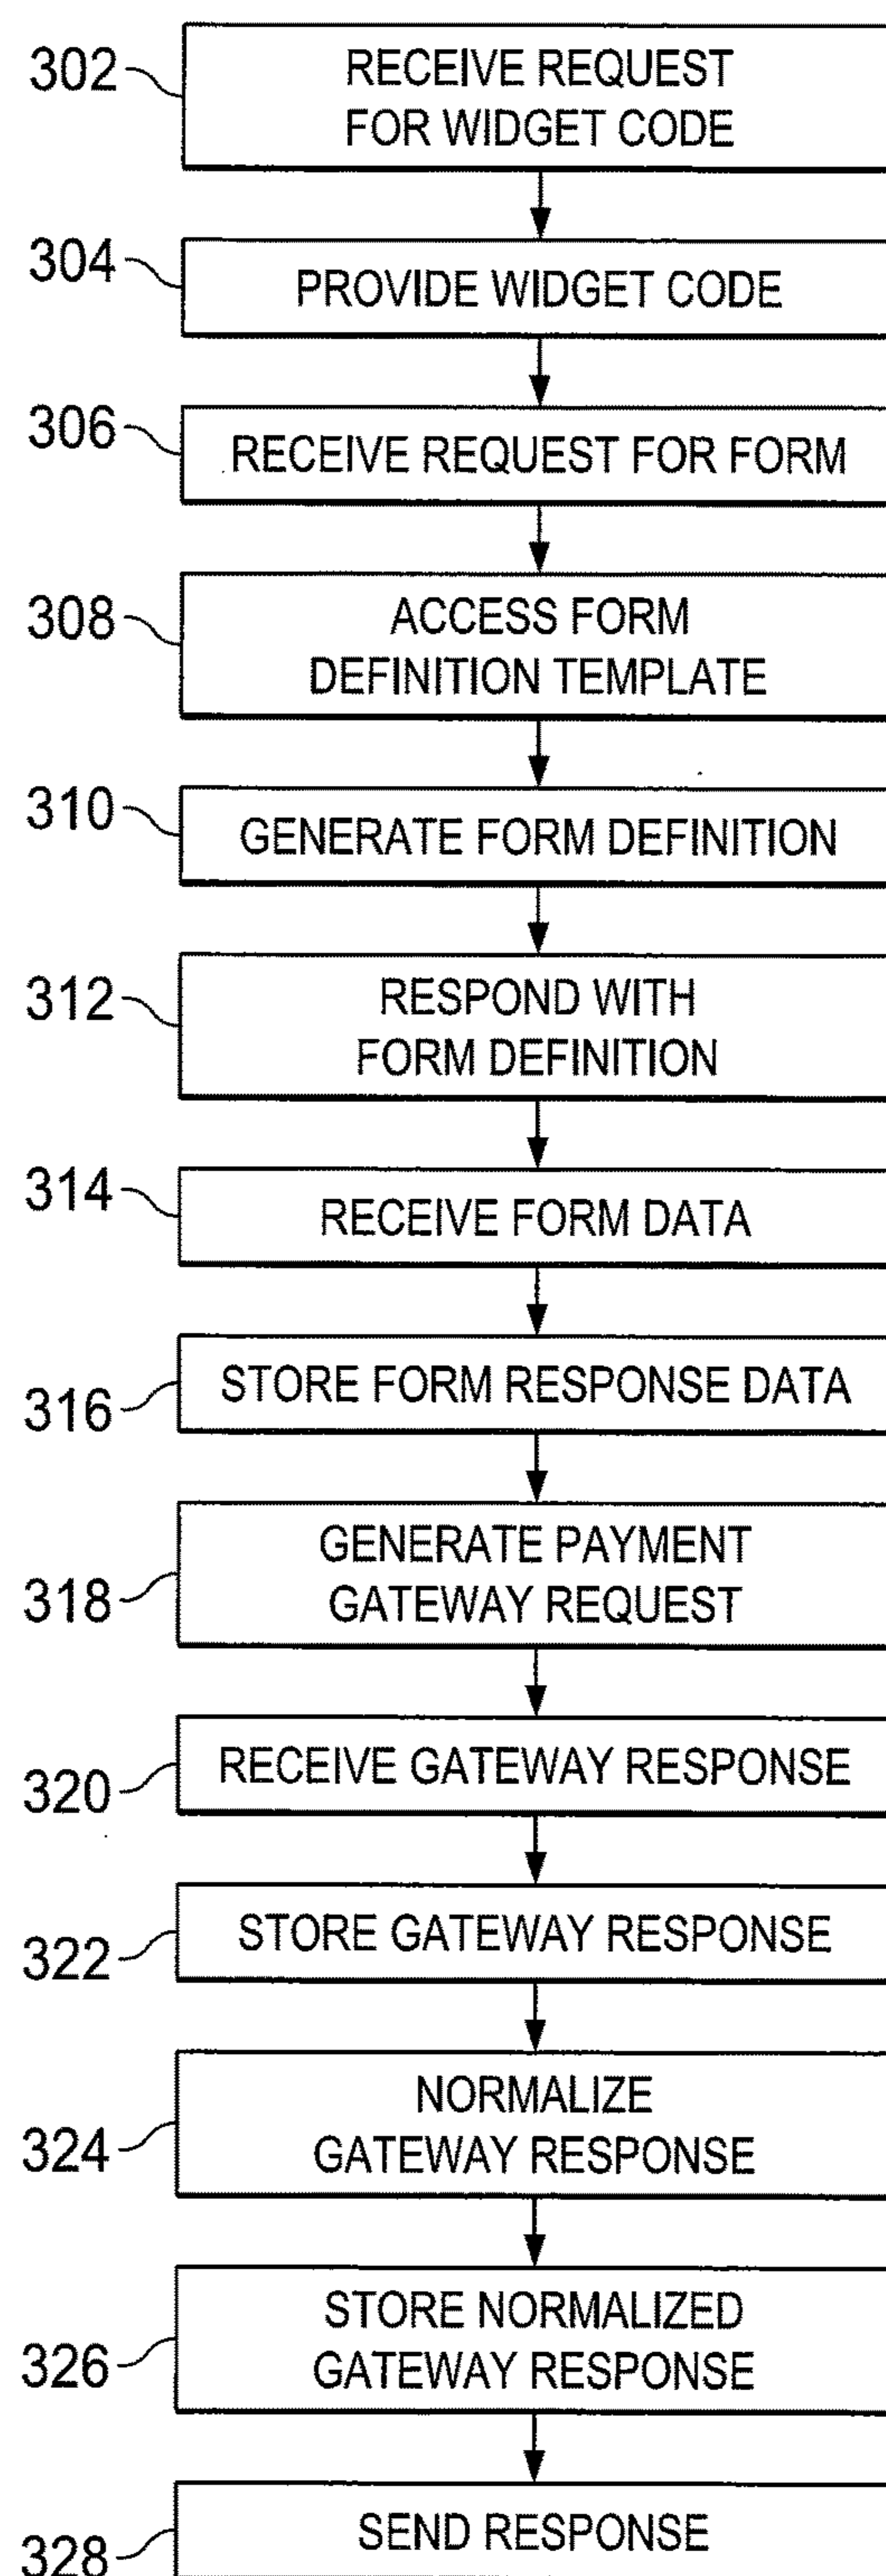 302
RECEIVE REQUEST
FOR WIDGET CODE
304
PROVIDE WIDGET CODE
306
RECEIVE REQUEST FOR FORM
308
ACCESS FORM
DEFINITION TEMPLATE
310
GENERATE FORM DEFINITION
312
RESPOND WITH
FORM DEFINITION
314
RECEIVE FORM DATA
316
STORE FORM RESPONSE DATA
318
GENERATE PAYMENT
GATEWAY REQUEST
320
RECEIVE GATEWAY RESPONSE
322
STORE GATEWAY RESPONSE
324
NORMALIZE
GATEWAY RESPONSE
326
STORE NORMALIZED
GATEWAY RESPONSE
328
SEND RESPONSE